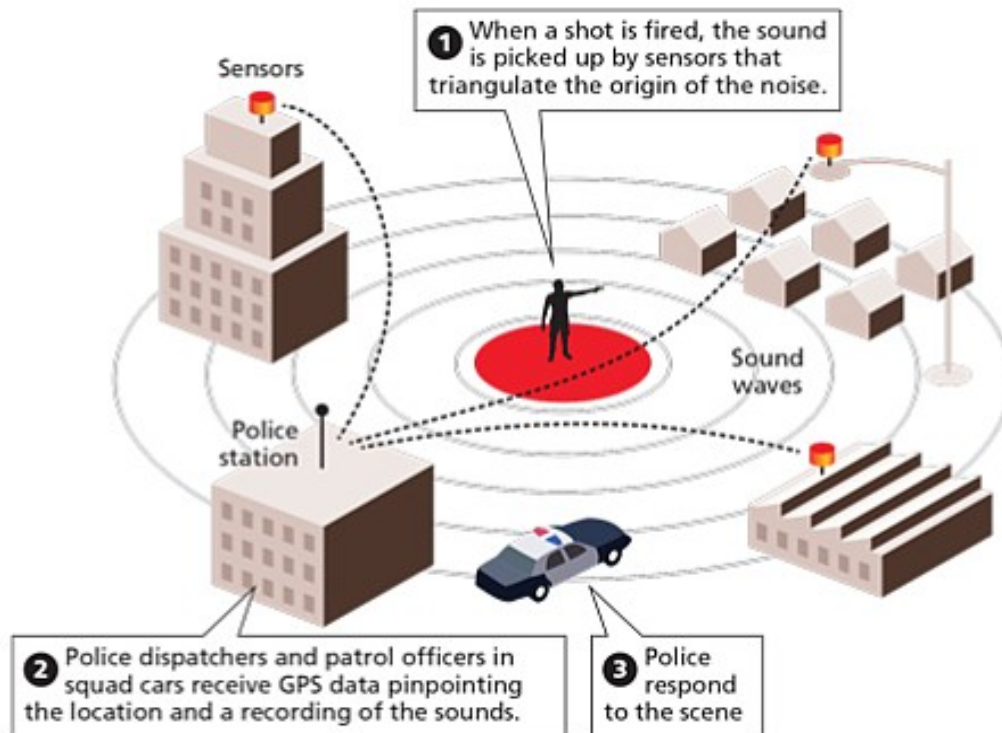 1 When a shot is fired, the sound
is picked up by sensors that
triangulate the origin of the noise.
Sensors
Sound
waves
Police
station
2 Police dispatchers and patrol officers in
squad cars receive GPS data pinpointing
the location and a recording of the sounds.
3 Police
respond
to the scene